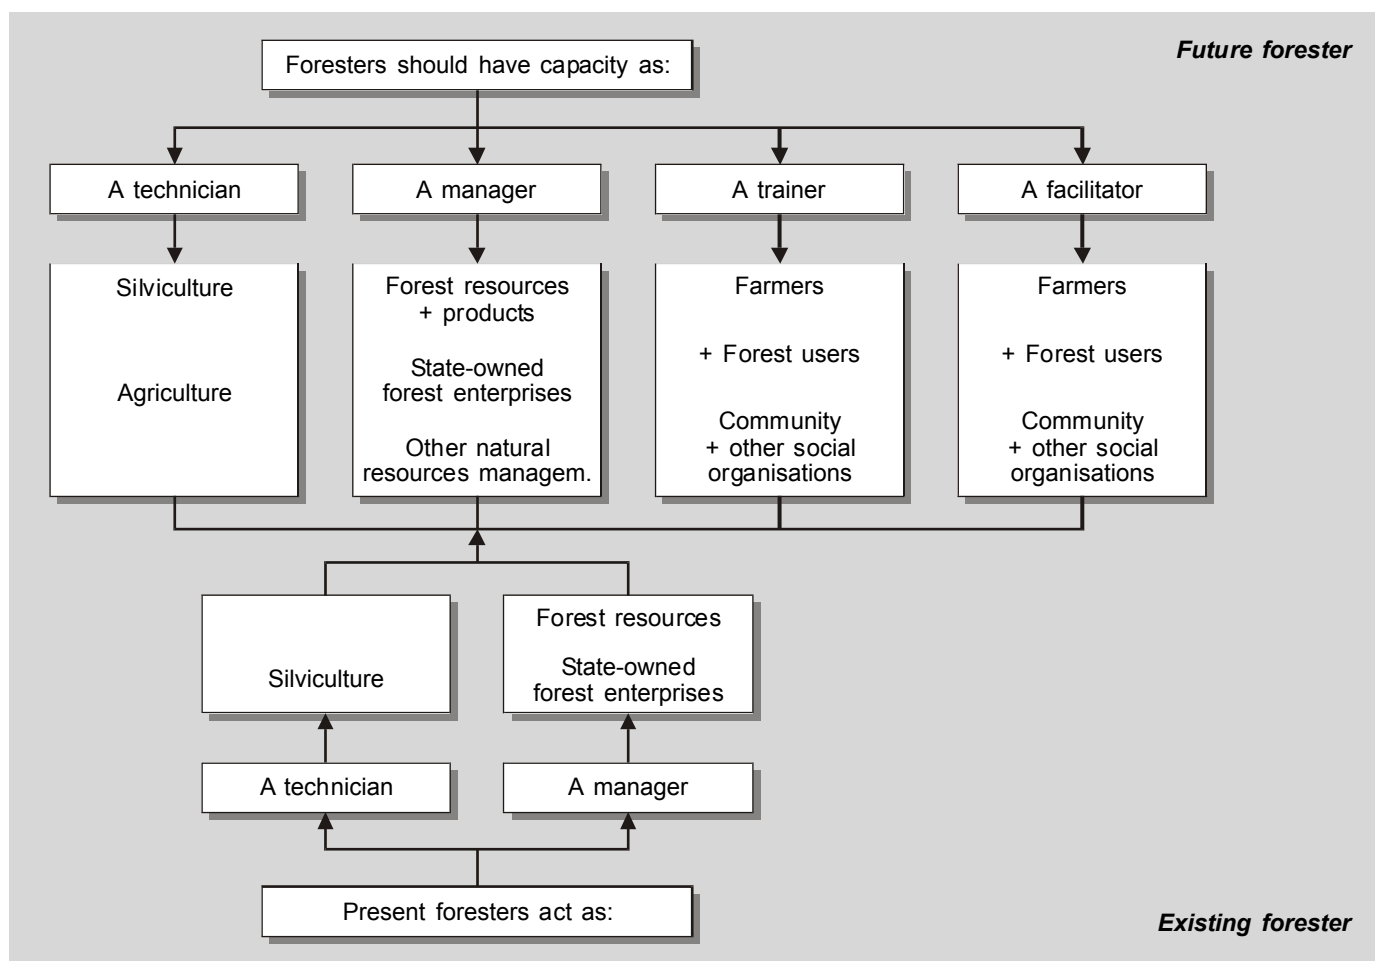 Future forester
Foresters should have capacity as:
A technician
A manager
A trainer
A facilitator
Silviculture
Agriculture
Forest resources
+ products
State-owned
forest enterprises
Other natural
resources managem.
Farmers
+ Forest users
Community
+ other social
organisations
Farmers
+ Forest users
Community
+ other social
organisations
Silviculture
Forest resources
State-owned
forest enterprises
A technician
A manager
Present foresters act as:
Existing forester